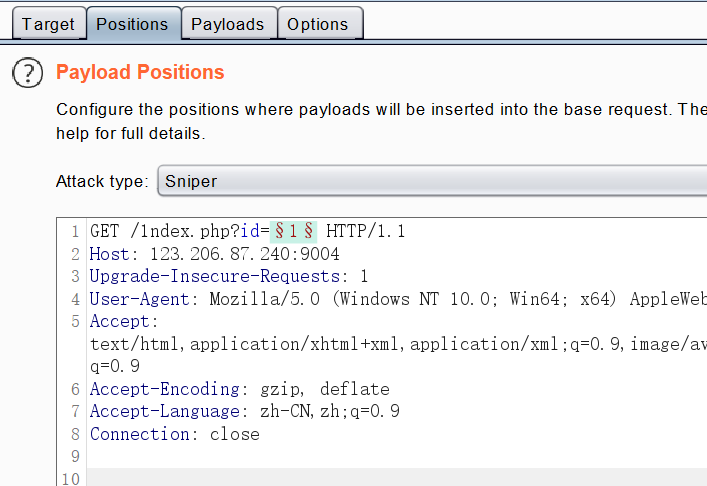 Target Positions Payloads Options
? Payload Positions
Configure the positions where payloads will be inserted into the base request. The
help for full details.
Attack type: Sniper
1 GET /1ndex.php?id=§1§ HTTP/1.1
2 Host: 123.206.87.240:9004
3 Upgrade-Insecure-Requests: 1
4 User-Agent: Mozilla/5.0 (Windows NT 10.0; Win64; x64) AppleWeb
5 Accept:
text/html,application/xhtml+xml,application/xml;q=0.9,image/av
q=0.9
6 Accept-Encoding: gzip, deflate
7 Accept-Language: zh-CN,zh;q=0.9
8 Connection: close
9
10